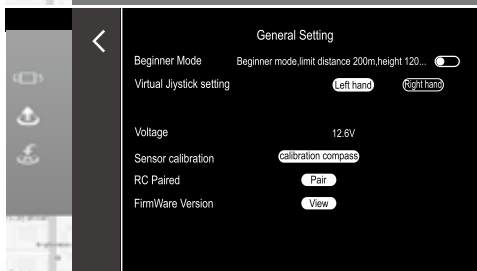 General Setting
Beginner Mode Beginner mode,limit distance 200m,height 120...
Virtual Jiystick setting Left hand Right hand
Voltage 12.6V
Sensor calibration calibration compass
RC Paired Pair
FirmWare Version View